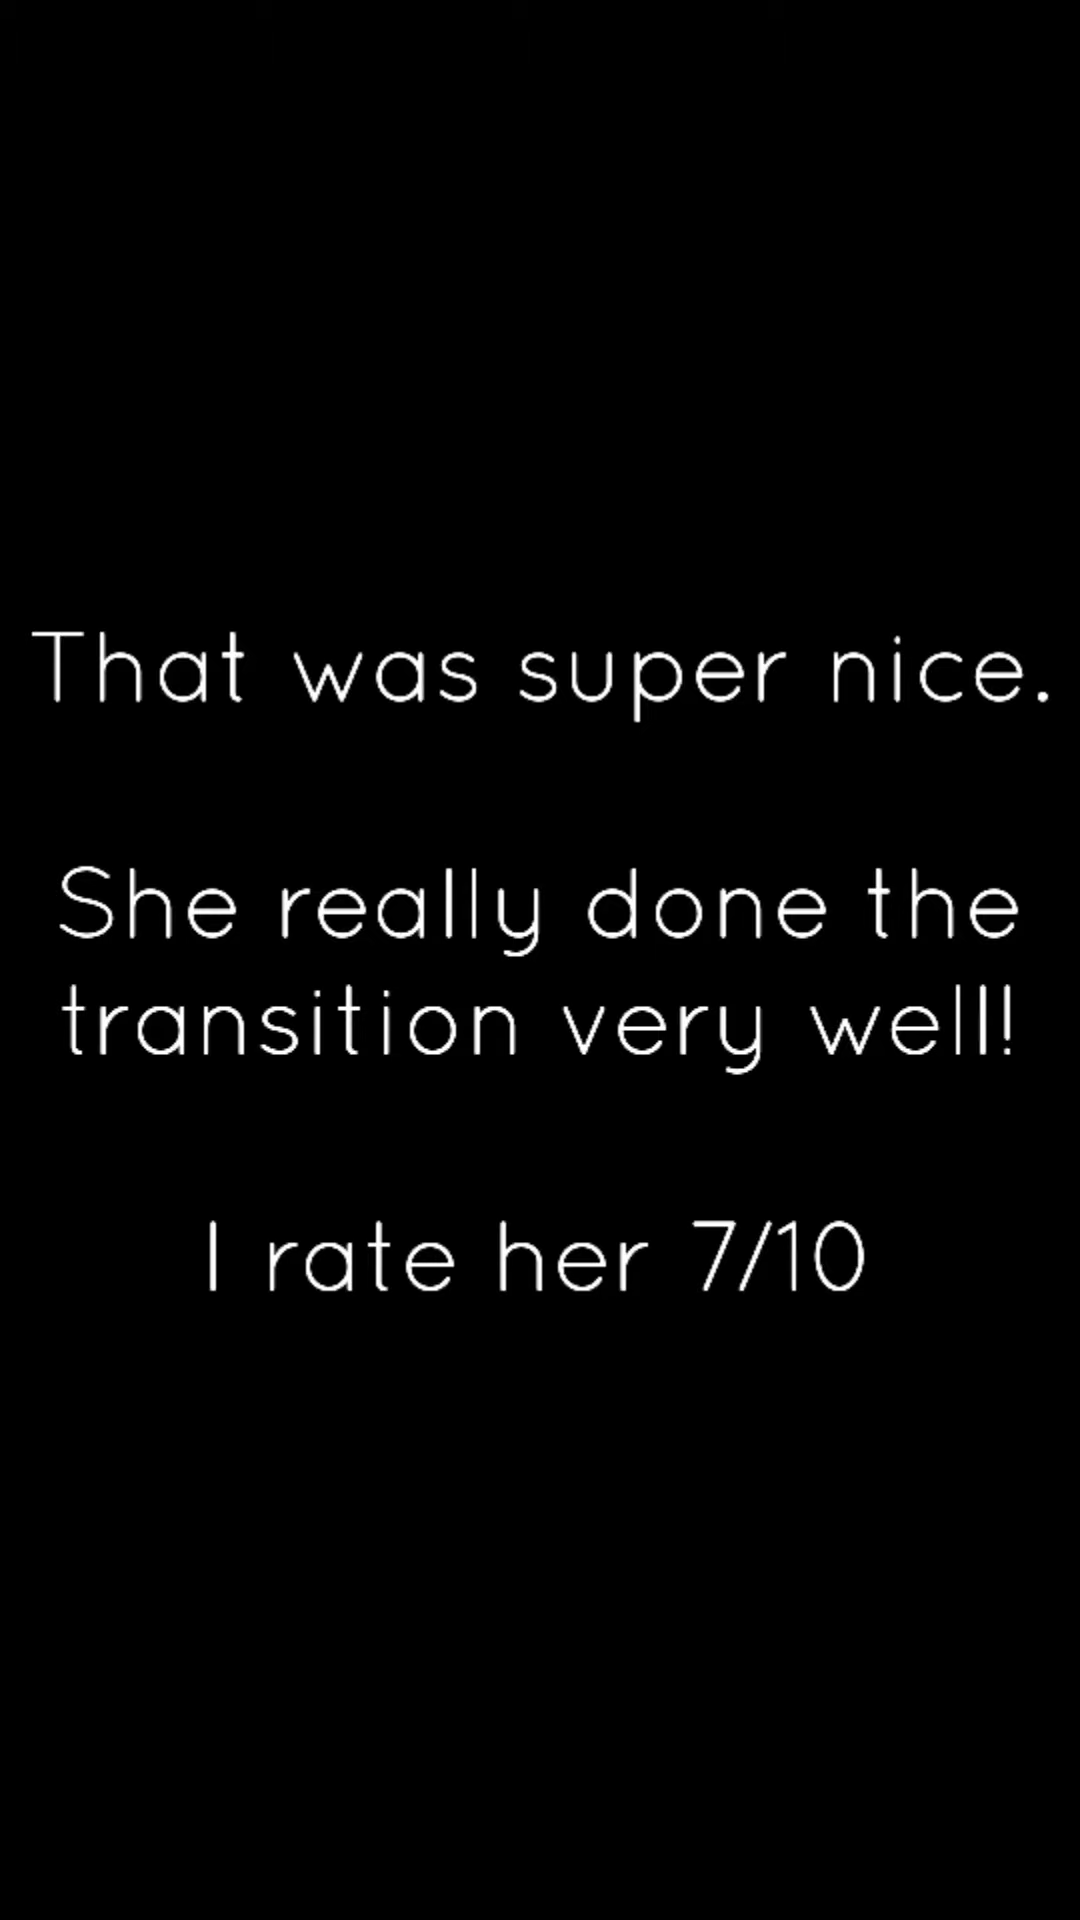 That was super nice.
She really done the
transition very well!
I rate her 7/10